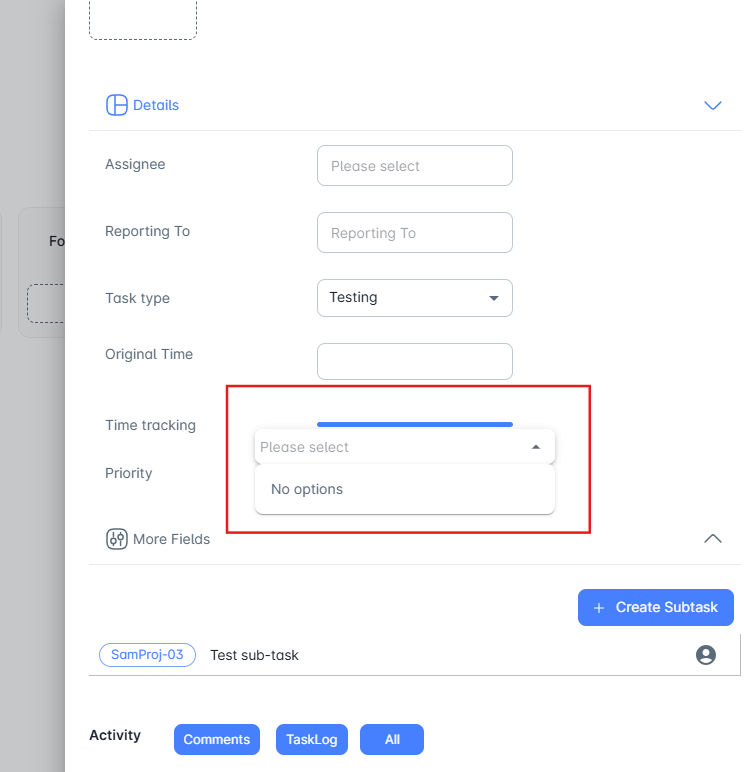 Details
Assignee
Please select
Reporting To
Reporting To
Fo
Task type
Testing
Original Time
Time tracking
Please select
Priority
No options
More Fields
+ Create Subtask
SamProj-03
Test sub-task
Activity
Comments
TaskLog
All